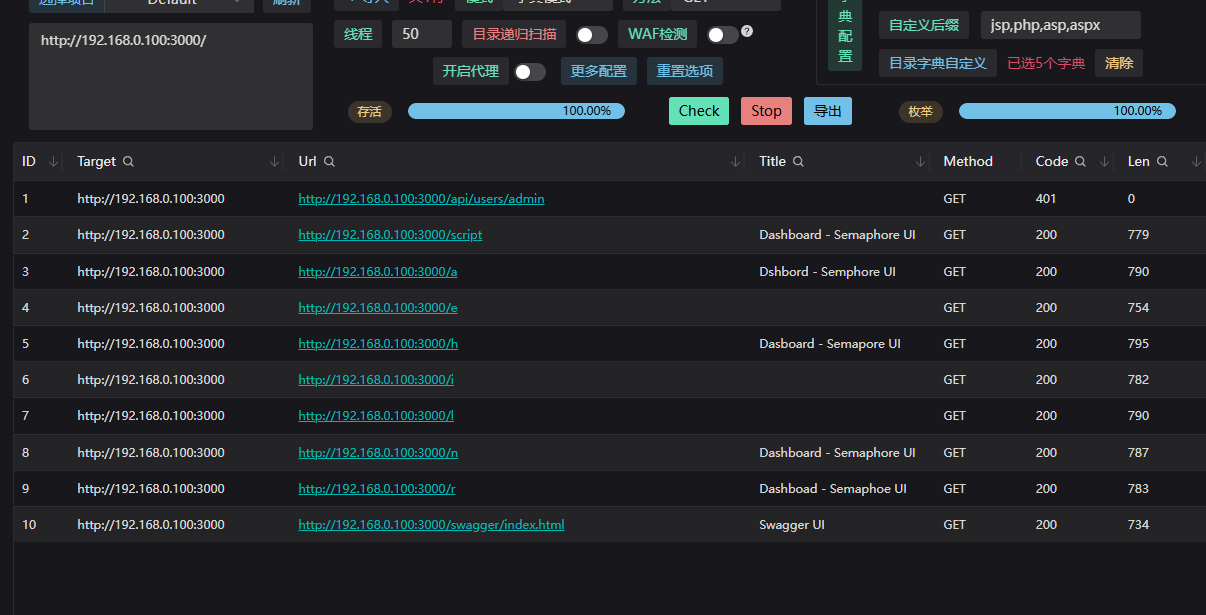 选择项目 Default 刷新
http://192.168.0.100:3000/
模式 方法 GET
线程 50 目录递归扫描 WAF检测 ?
开启代理 更多配置 重置选项
典
配
置
自定义后缀 jsp,php,asp,aspx
目录字典自定义 已选5个字典 清除
存活 100.00% Check Stop 导出 枚举 100.00%
ID Target Url Title Method Code Len
1 http://192.168.0.100:3000 http://192.168.0.100:3000/api/users/admin GET 401 0
2 http://192.168.0.100:3000 http://192.168.0.100:3000/script Dashboard - Semaphore UI GET 200 779
3 http://192.168.0.100:3000 http://192.168.0.100:3000/a Dshbord - Semphore UI GET 200 790
4 http://192.168.0.100:3000 http://192.168.0.100:3000/e GET 200 754
5 http://192.168.0.100:3000 http://192.168.0.100:3000/h Dasboard - Semapore UI GET 200 795
6 http://192.168.0.100:3000 http://192.168.0.100:3000/i GET 200 782
7 http://192.168.0.100:3000 http://192.168.0.100:3000/l GET 200 790
8 http://192.168.0.100:3000 http://192.168.0.100:3000/n Dashboard - Semaphore UI GET 200 787
9 http://192.168.0.100:3000 http://192.168.0.100:3000/r Dashboad - Semaphoe UI GET 200 783
10 http://192.168.0.100:3000 http://192.168.0.100:3000/swagger/index.html Swagger UI GET 200 734